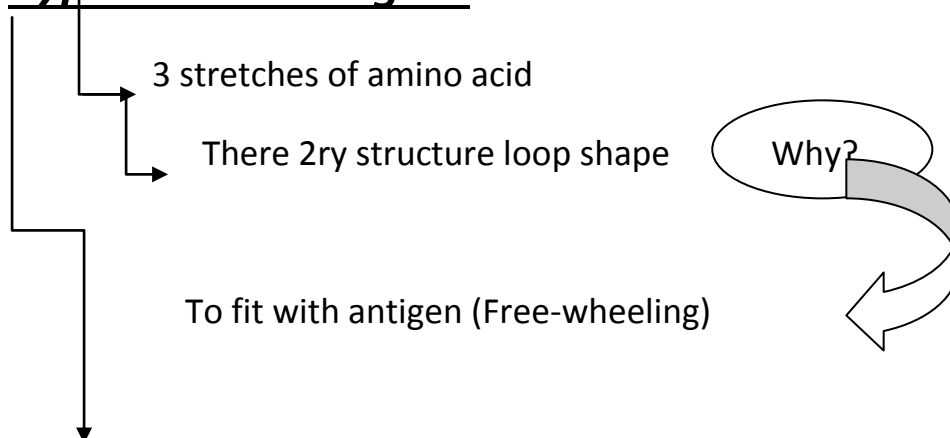 3 stretches of amino acid
There 2ry structure loop shape
Why?
To fit with antigen (Free-wheeling)